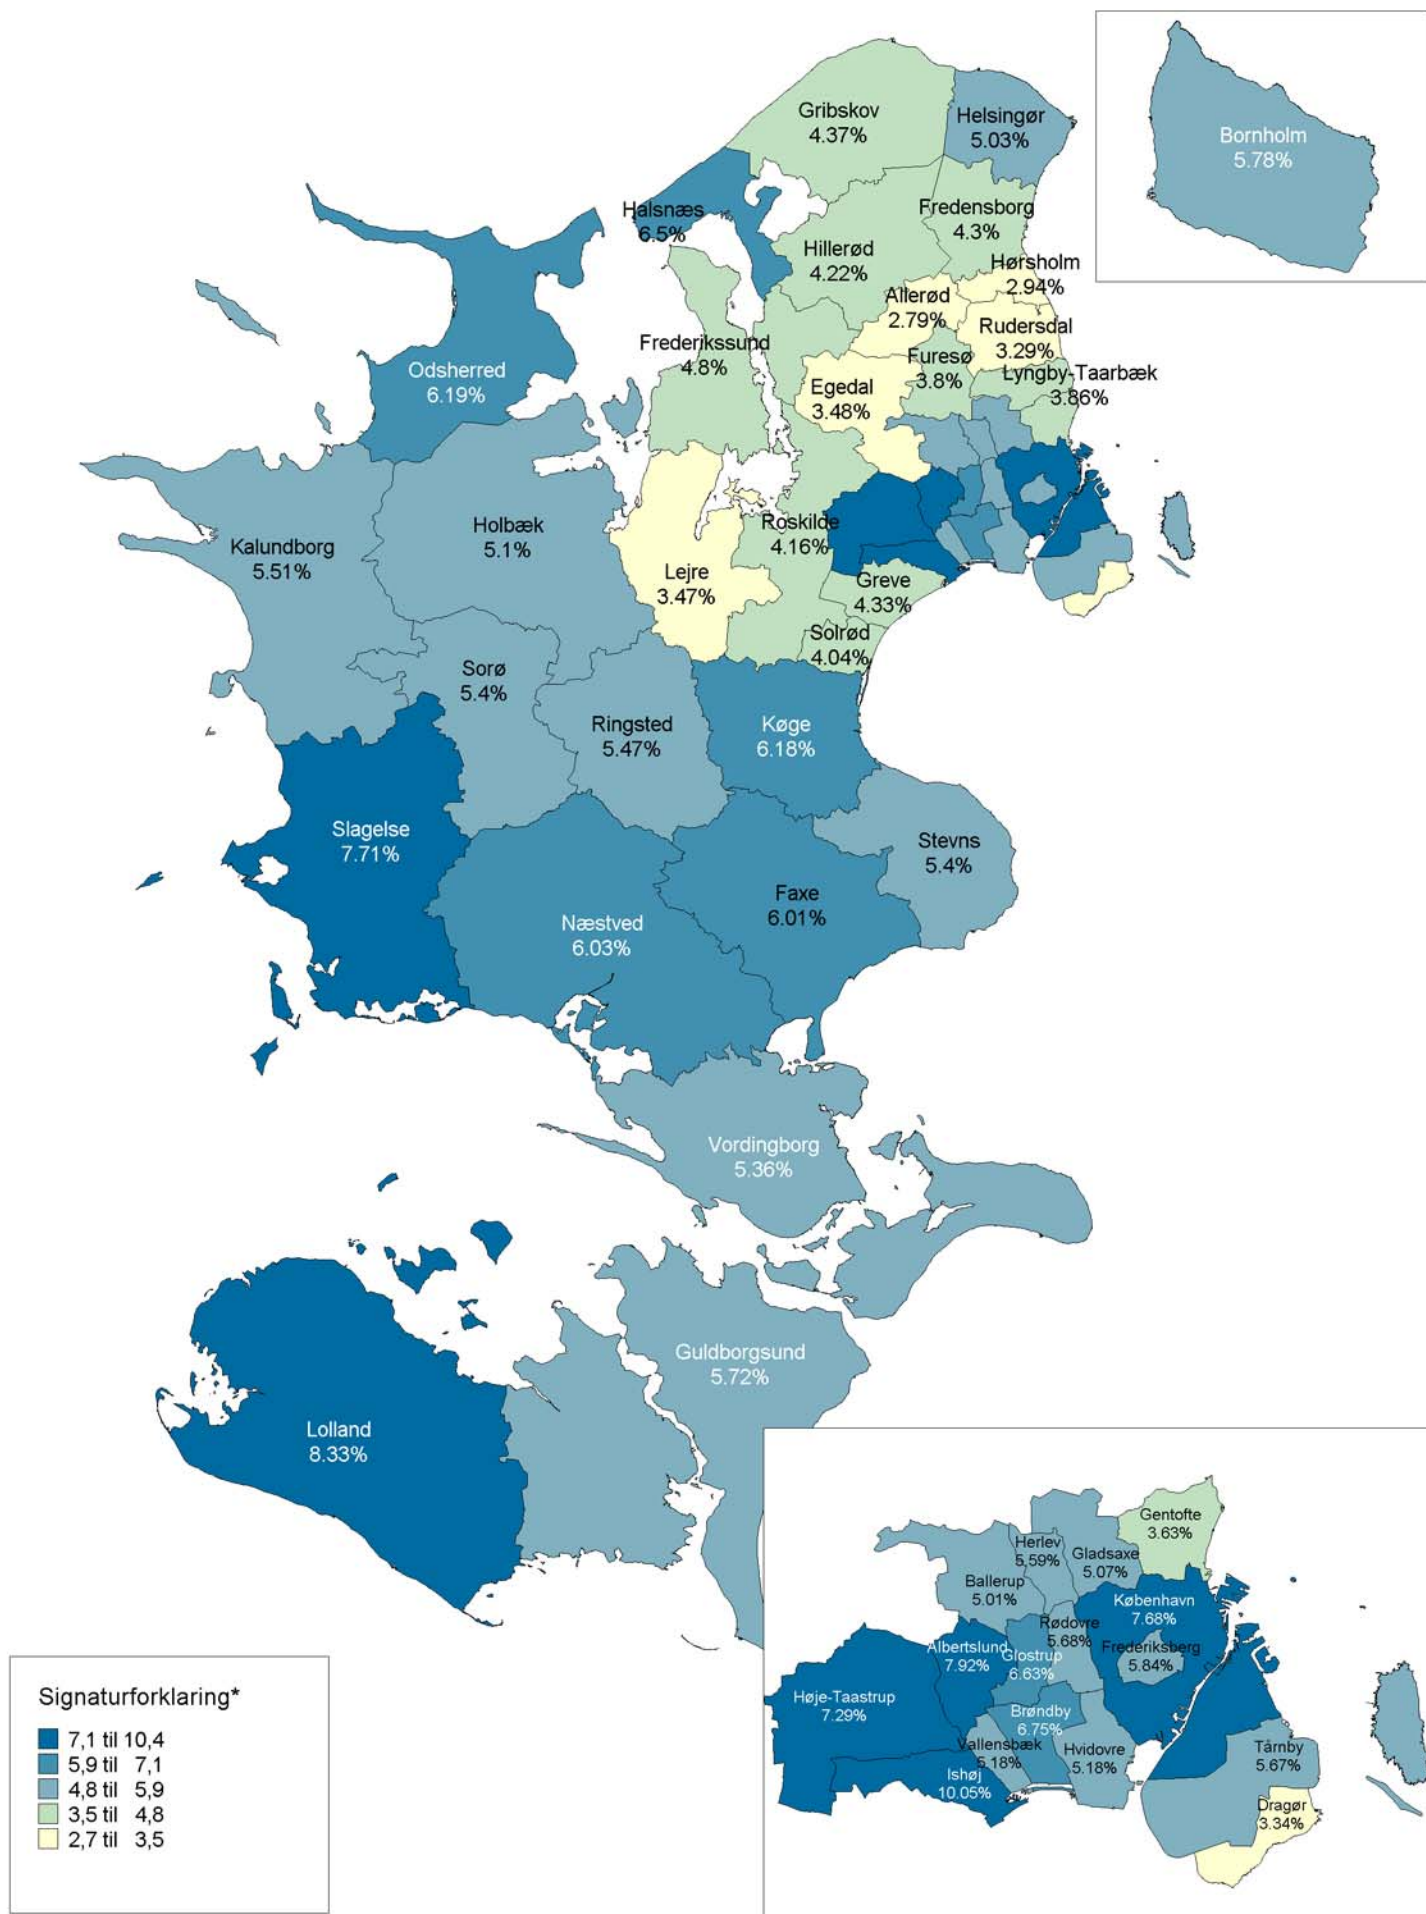 Gribskov
4.37%
Helsingør
5.03%
Bornholm
5.78%
Halsnæs
6.5%
Fredensborg
4.3%
Hillerød
4.22%
Hørsholm
2.94%
Allerød
2.79%
Rudersdal
3.29%
Frederikssund
4.8%
Furesø
3.8%
Lyngby-Taarbæk
3.86%
Odsherred
6.19%
Egedal
3.48%
Holbæk
5.1%
Roskilde
4.16%
Kalundborg
5.51%
Lejre
3.47%
Greve
4.33%
Solrød
4.04%
Sorø
5.4%
Ringsted
5.47%
Køge
6.18%
Slagelse
7.71%
Stevns
5.4%
Faxe
6.01%
Næstved
6.03%
Vordingborg
5.36%
Guldborgsund
5.72%
Lolland
8.33%
Gentofte
3.63%
Herlev
5.59%
Gladsaxe
5.07%
Ballerup
5.01%
København
7.68%
Rødovre
5.68%
Albertslund
7.92%
Glostrup
6.63%
Frederiksberg
5.84%
Høje-Taastrup
7.29%
Brøndby
6.75%
Vallensbæk
5.18%
Hvidovre
5.18%
Tårnby
5.67%
Ishøj
10.05%
Dragør
3.34%
Signaturforklaring*
7,1 til 10,4
5,9 til 7,1
4,8 til 5,9
3,5 til 4,8
2,7 til 3,5